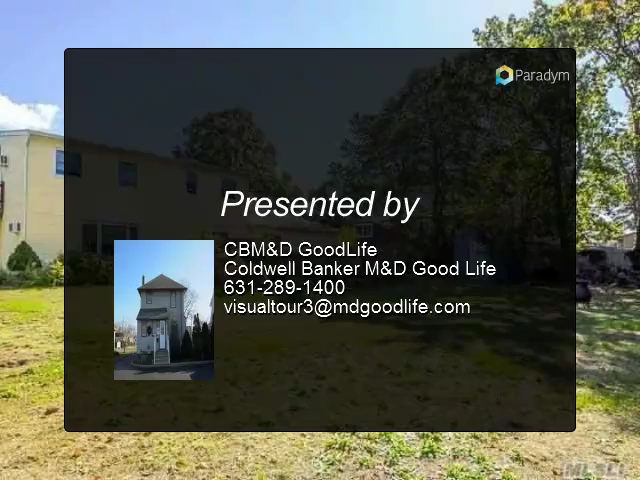 Paradym
Presented by
CBM&D GoodLife
Coldwell Banker M&D Good Life
631-289-1400
visualtour3@mdgoodlife.com